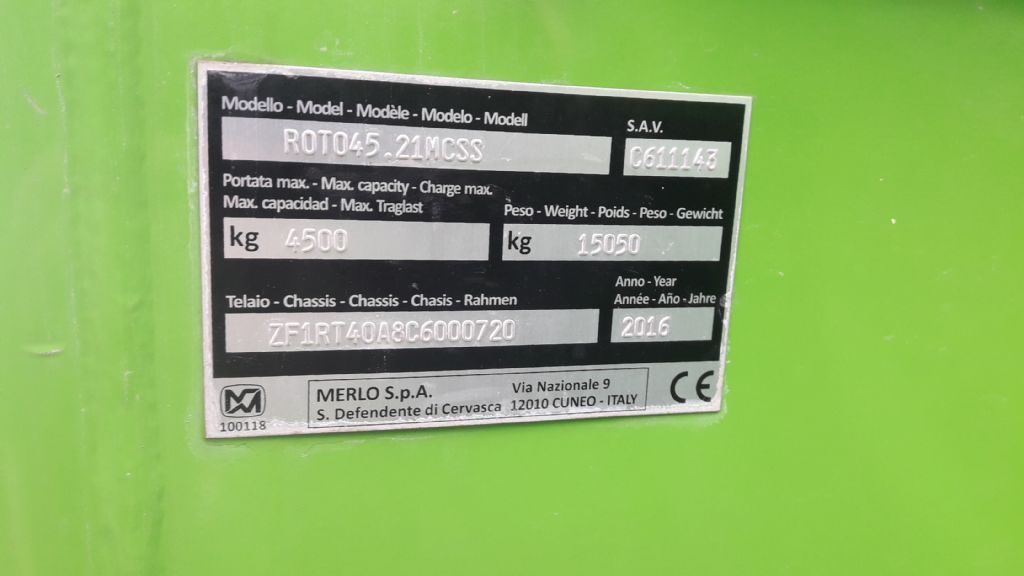 Modello - Model - Modèle - Modelo - Modell
ROTO45.21MCSS
S.A.V.
C611143
Portata max. - Max. capacity - Charge max.
Max. capacidad - Max. Traglast
kg 4500
Peso - Weight - Poids - Peso - Gewicht
kg 15050
Telaio - Chassis - Chassis - Chasis - Rahmen
ZF1RT40A8C6000720
Anno - Year
Année - Año - Jahre
2016
100118
MERLO S.p.A.
S. Defendente di Cervasca
Via Nazionale 9
12010 CUNEO - ITALY
CE